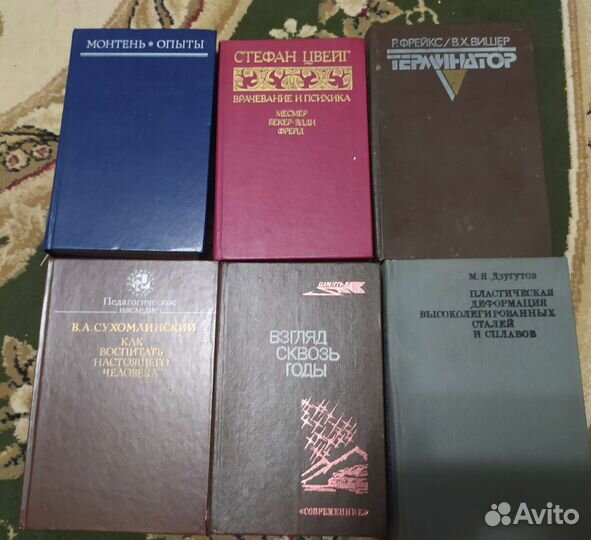 МОНТЕНЬ * ОПЫТЫ
СТЕФАН ЦВЕЙГ
ВРАЧЕВАНИЕ И ПСИХИКА
МЕСМЕР
БЕКЕР-ЭДДИ
ФРЕЙД
Р. ФРЕЙКС/В.Х. ВИШЕР
ТЕРМИНАТОР
Педагогическое
наследие
В.А. СУХОМЛИНСКИЙ
КАК
ВОСПИТАТЬ
НАСТОЯЩЕГО
ЧЕЛОВЕКА
ПАМЯТЬ
ВЗГЛЯД
СКВОЗЬ
ГОДЫ
«СОВРЕМЕННИК»
М. Я. Дзугутов
ПЛАСТИЧЕСКАЯ
ДЕФОРМАЦИЯ
ВЫСОКОЛЕГИРОВАННЫХ
СТАЛЕЙ
И СПЛАВОВ
Avito